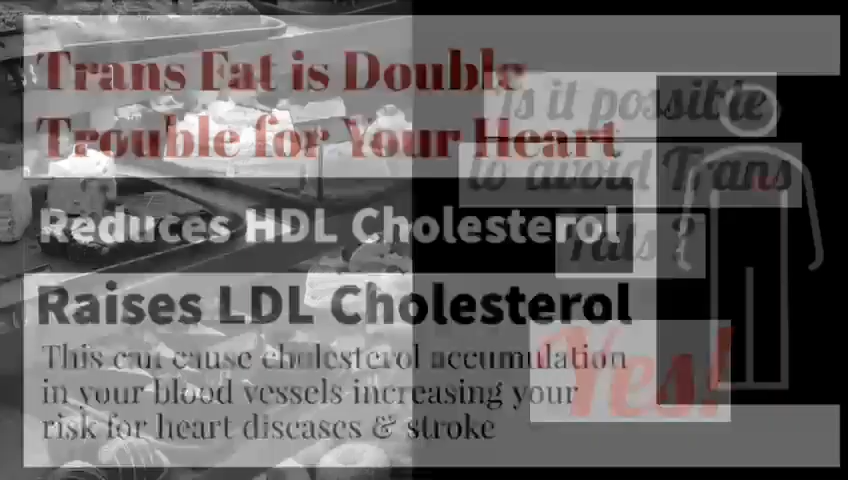 Trans Fat is Double
Trouble for Your Heart
Reduces HDL Cholesterol
Raises LDL Cholesterol
This can cause cholesterol accumulation
in your blood vessels increasing your
risk for heart diseases & stroke
Is it possible
to avoid Trans
Fats ?
Yes!